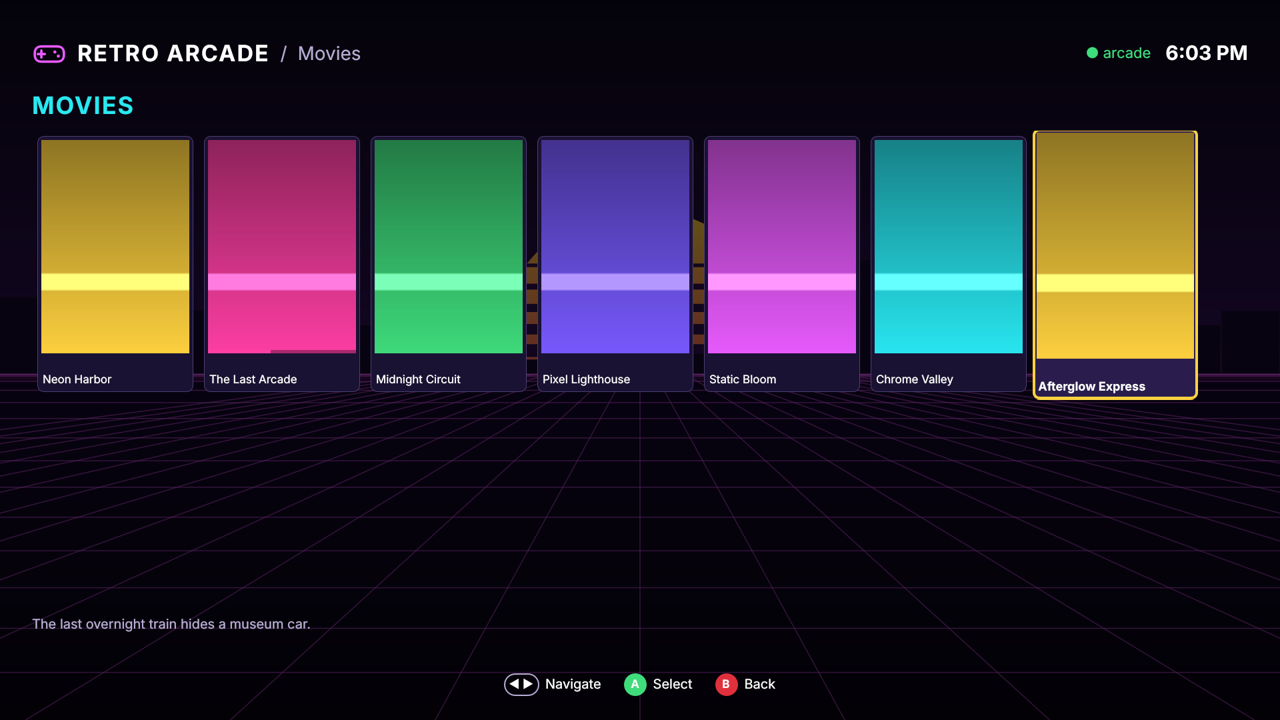 RETRO ARCADE / Movies
arcade 6:03 PM
MOVIES
Neon Harbor
The Last Arcade
Midnight Circuit
Pixel Lighthouse
Static Bloom
Chrome Valley
Afterglow Express
The last overnight train hides a museum car.
Navigate A Select B Back